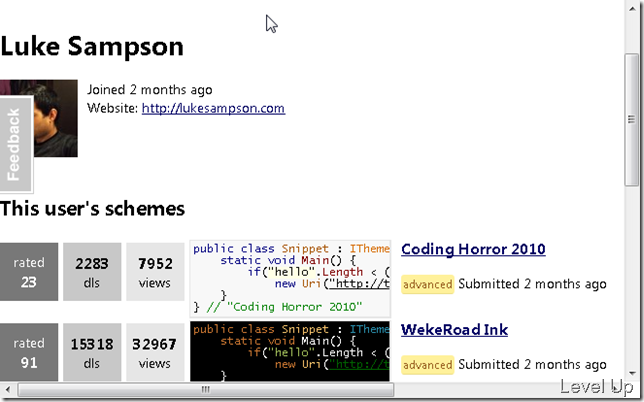 Luke Sampson
Joined 2 months ago
Website: http://lukesampson.com
Feedback
This user's schemes
rated
23
2283
dls
7952
views
public class Snippet : ITheme
static void Main() {
if("hello".Length < (
new Uri("http://t
}
} // "Coding Horror 2010"
Coding Horror 2010
advanced Submitted 2 months ago
rated
91
15318
dls
32967
views
public class Snippet : ITheme
static void Main() {
if("hello".Length < (
new Uri("http://t
WekeRoad Ink
advanced Submitted 2 months ago
Level Up